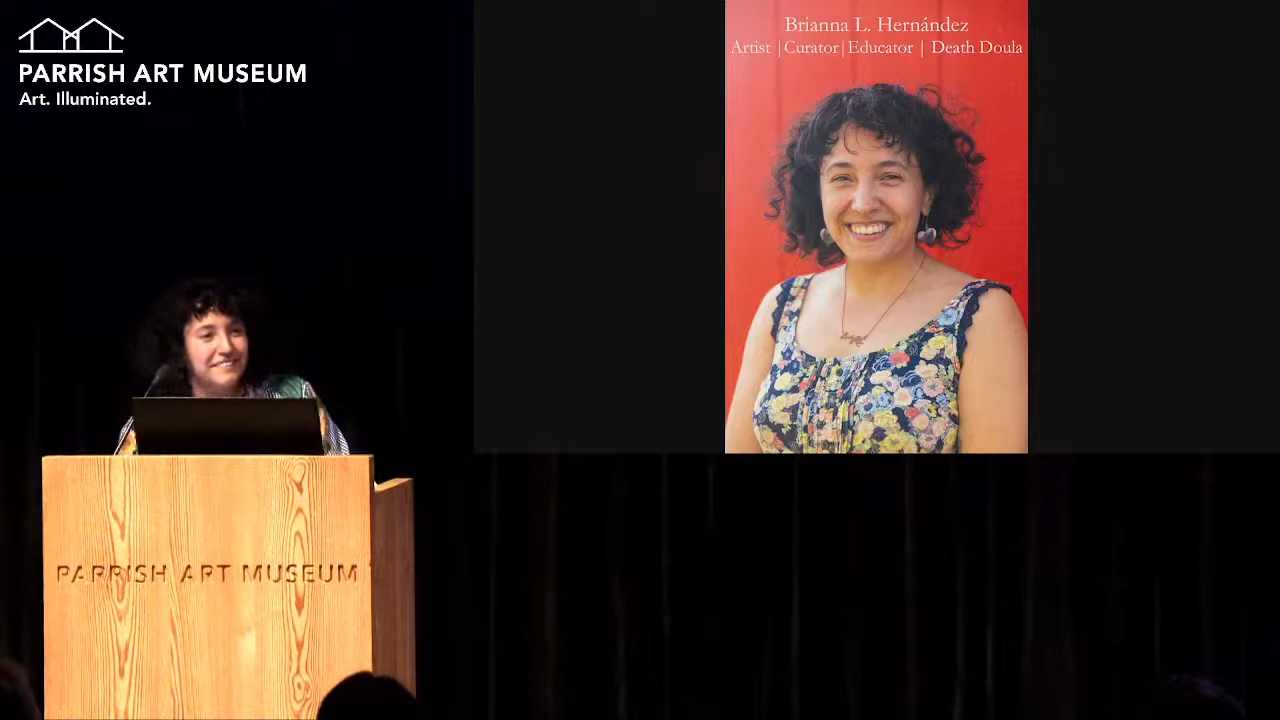 PARRISH ART MUSEUM
Art. Illuminated.
Brianna L. Hernández
Artist |Curator|Educator | Death Doula
PARRISH ART MUSEUM